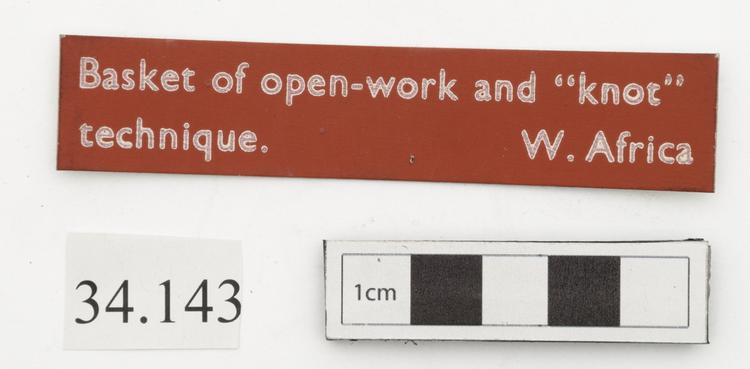 Basket of open-work and “knot”
technique. W. Africa
34.143
1cm